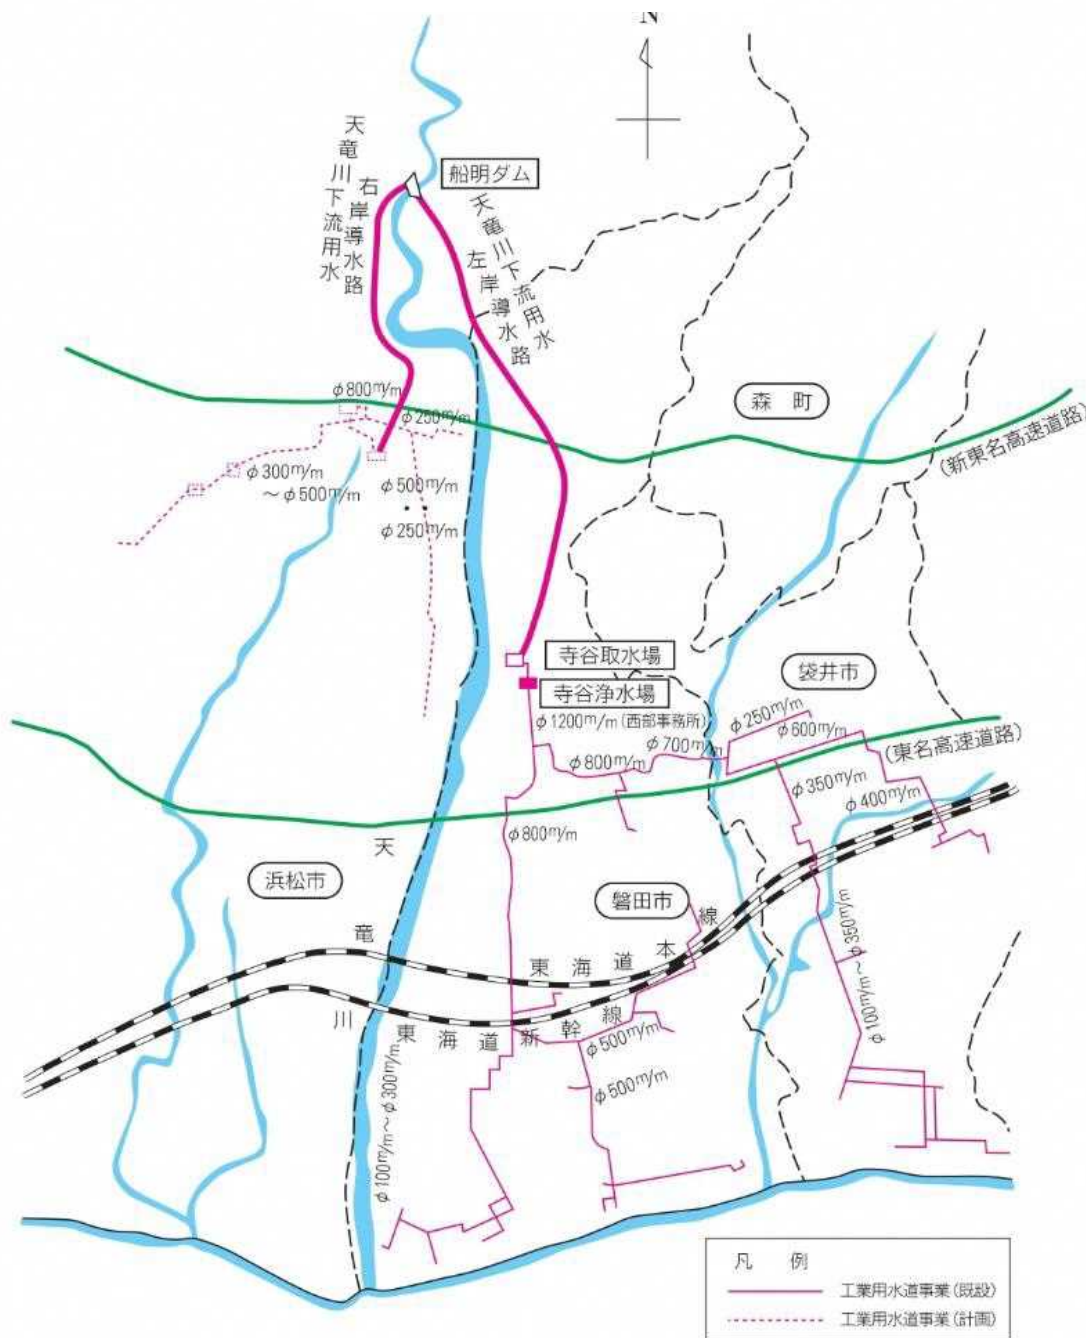 N
船明ダム
天竜川下流用水
右岸導水路
天竜川下流用水
左岸導水路
森 町
(新東名高速道路)
φ800m/m
φ250m/m
φ300m/m
～φ500m/m
φ500m/m
φ250m/m
寺谷取水場
寺谷浄水場
φ1200m/m(西部事務所)
袋井市
φ250m/m
φ600m/m
φ700m/m
φ800m/m
(東名高速道路)
φ350m/m
φ400m/m
φ800m/m
浜松市
磐田市
天竜川
東海道本線
東海道新幹線
φ100m/m～φ350m/m
φ500m/m
φ500m/m
φ100m/m～φ300m/m
凡 例
工業用水道事業(既設)
工業用水道事業(計画)